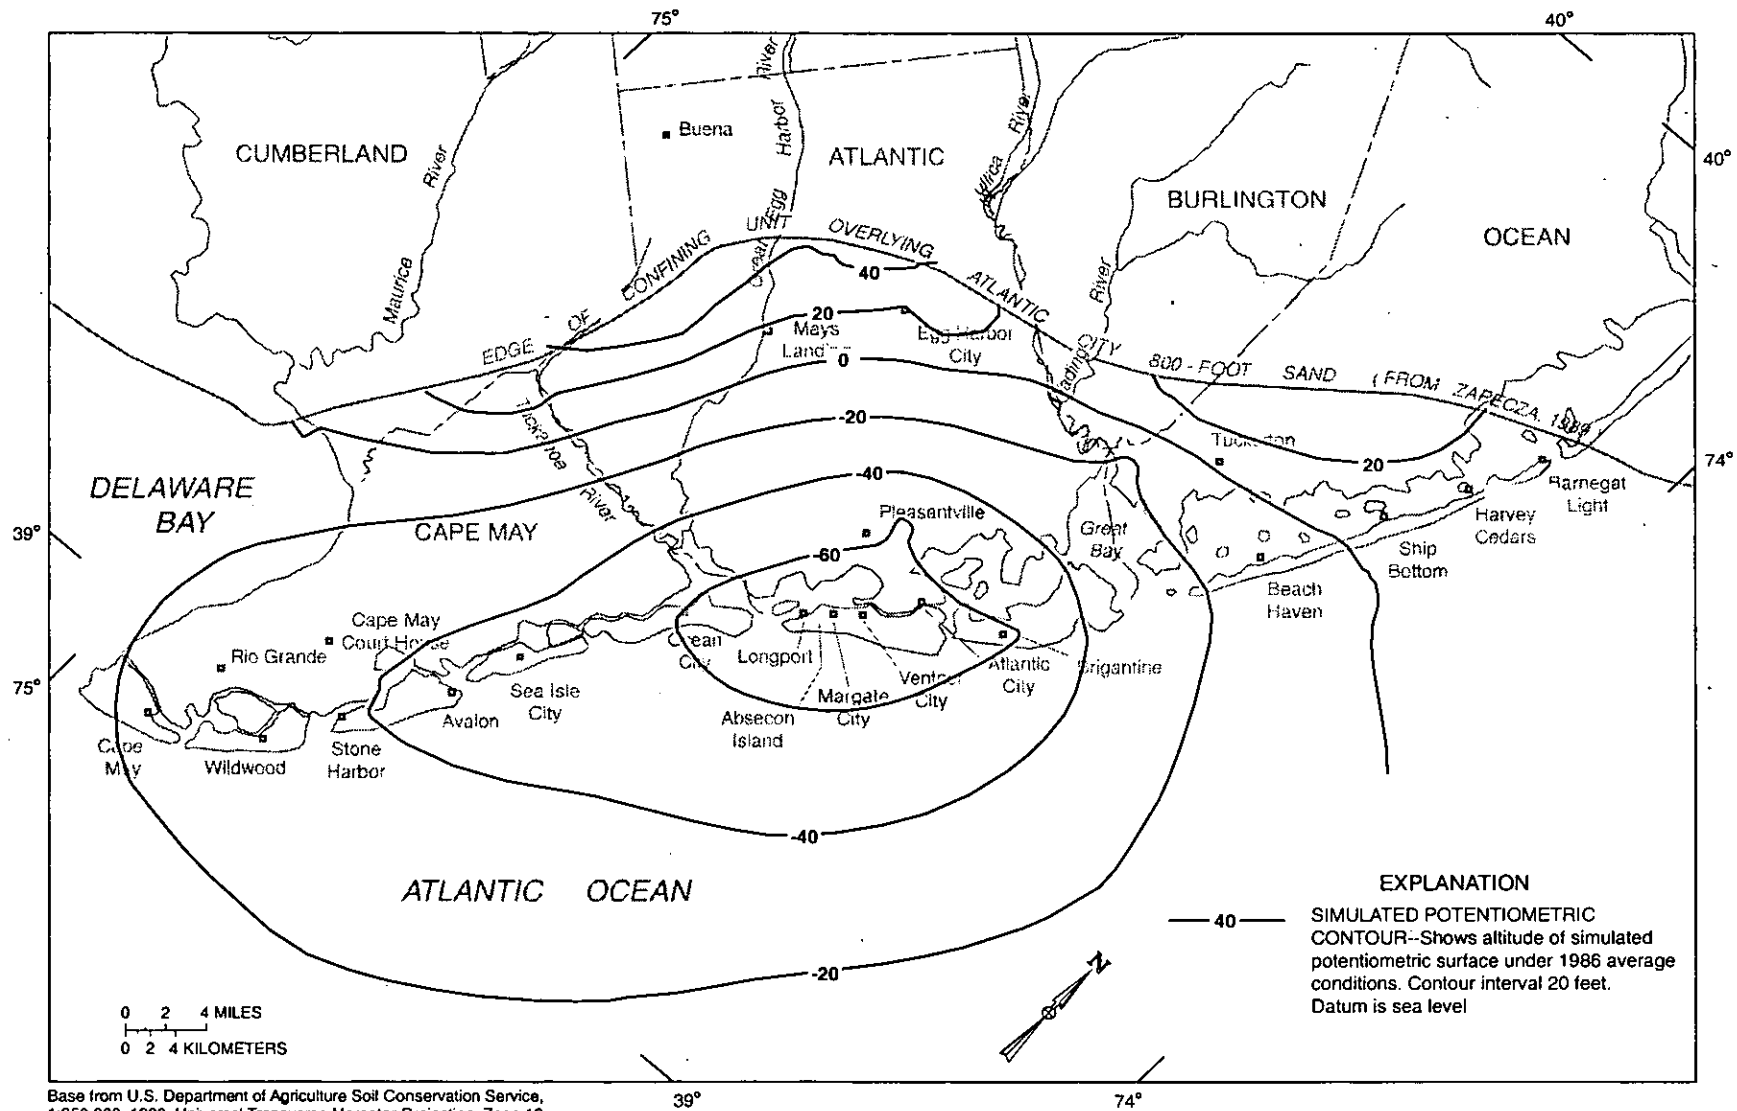 75°
40°
Buena
CUMBERLAND
River
River
Harbor
Egg
Great
ATLANTIC
River
BURLINGTON
40°
OCEAN
Maurice
River
EDGE OF CONFINING UNIT OVERLYING ATLANTIC CITY 800 - FOOT SAND (FROM ZAPECZA, 1989)
40
20
Mays
Egg Harbor
City
0
-20
Tuckahoe
River
20
74°
DELAWARE
BAY
-40
Barnegat
Light
39°
CAPE MAY
Pleasantville
Great
Bay
Harvey
Cedars
-60
Ship
Bottom
Beach
Haven
Cape May
Court House
Rio Grande
City
Longport
Atlantic
City
Brigantine
75°
Sea Isle
City
Ventnor
City
Margate
City
Avalon
Absecon
Island
Cape
May
Wildwood
Stone
Harbor
-40
ATLANTIC OCEAN
EXPLANATION
40
SIMULATED POTENTIOMETRIC
CONTOUR--Shows altitude of simulated
potentiometric surface under 1986 average
conditions. Contour interval 20 feet.
Datum is sea level
-20
N
0 2 4 MILES
0 2 4 KILOMETERS
Base from U.S. Department of Agriculture Soil Conservation Service,
39°
74°